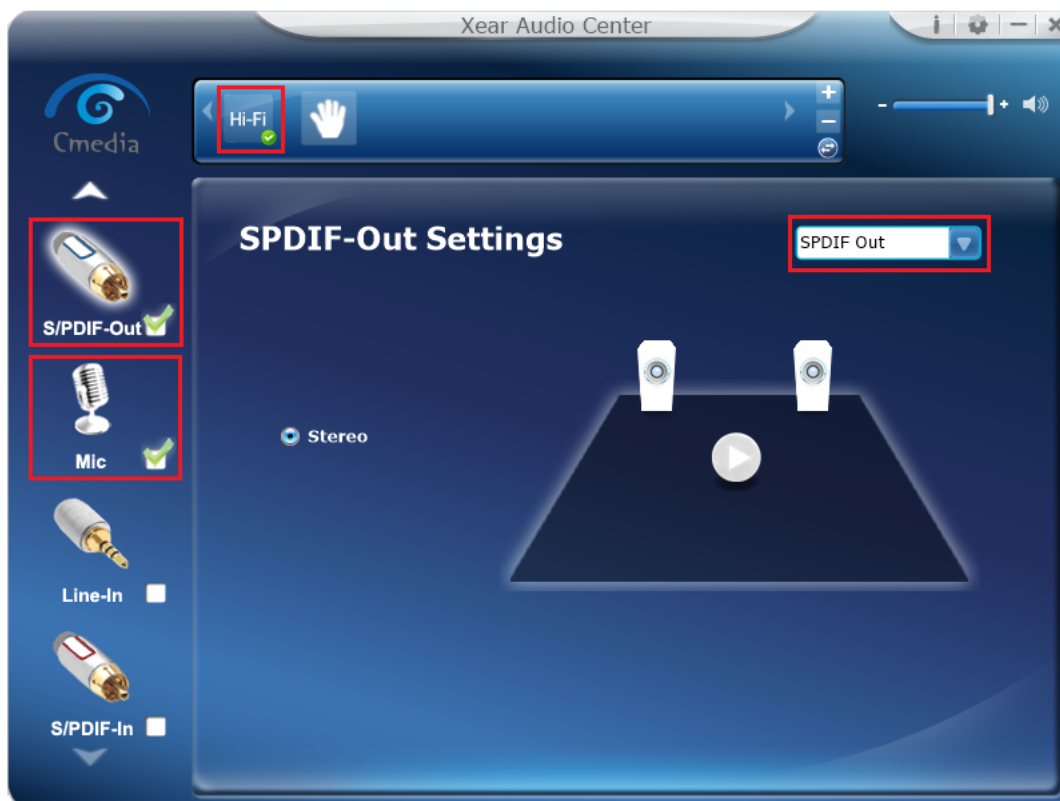 Xear Audio Center
Cmedia
Hi-Fi
SPDIF-Out Settings
SPDIF Out
S/PDIF-Out
Stereo
Mic
Line-In
S/PDIF-In